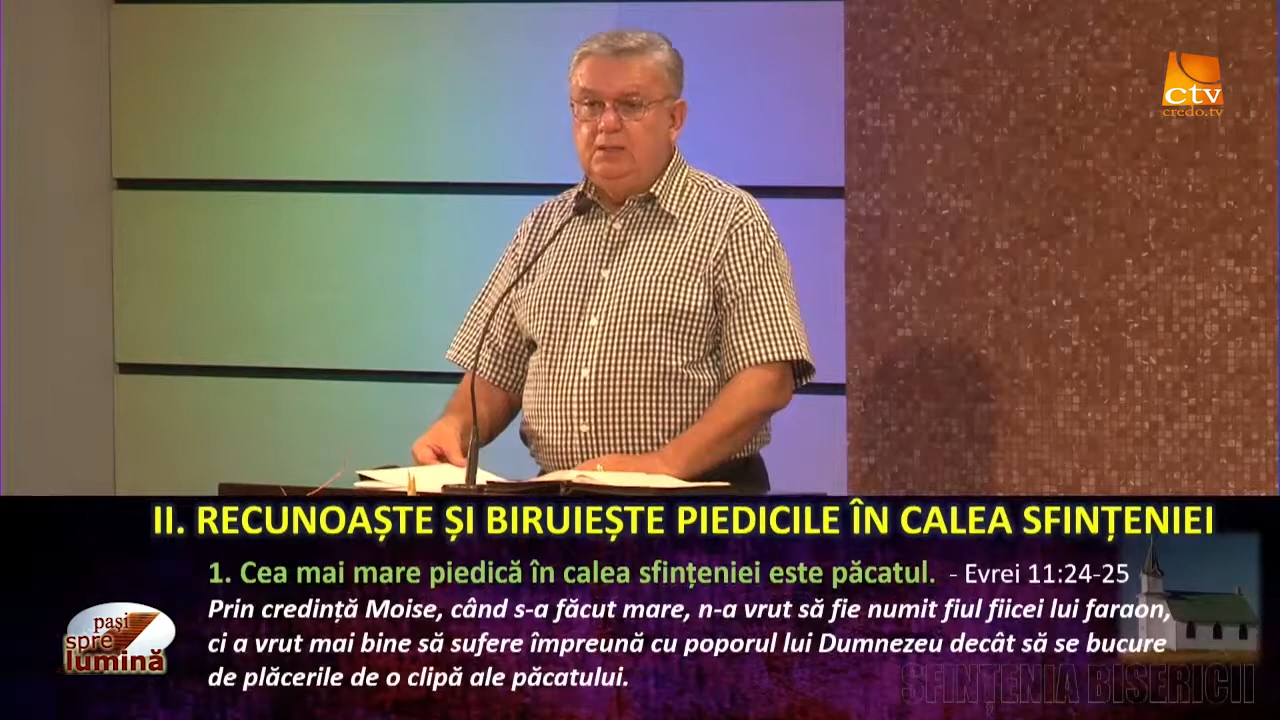 ctv
credo.tv
II. RECUNOAȘTE ȘI BIRUIEȘTE PIEDICILE ÎN CALEA SFINȚENIEI
1. Cea mai mare piedică în calea sfințeniei este păcatul. - Evrei 11:24-25
Prin credință Moise, când s-a făcut mare, n-a vrut să fie numit fiul fiicei lui faraon,
ci a vrut mai bine să sufere împreună cu poporul lui Dumnezeu decât să se bucure
de plăcerile de o clipă ale păcatului.
pași
spre
lumină
SFINȚENIA BISERICII